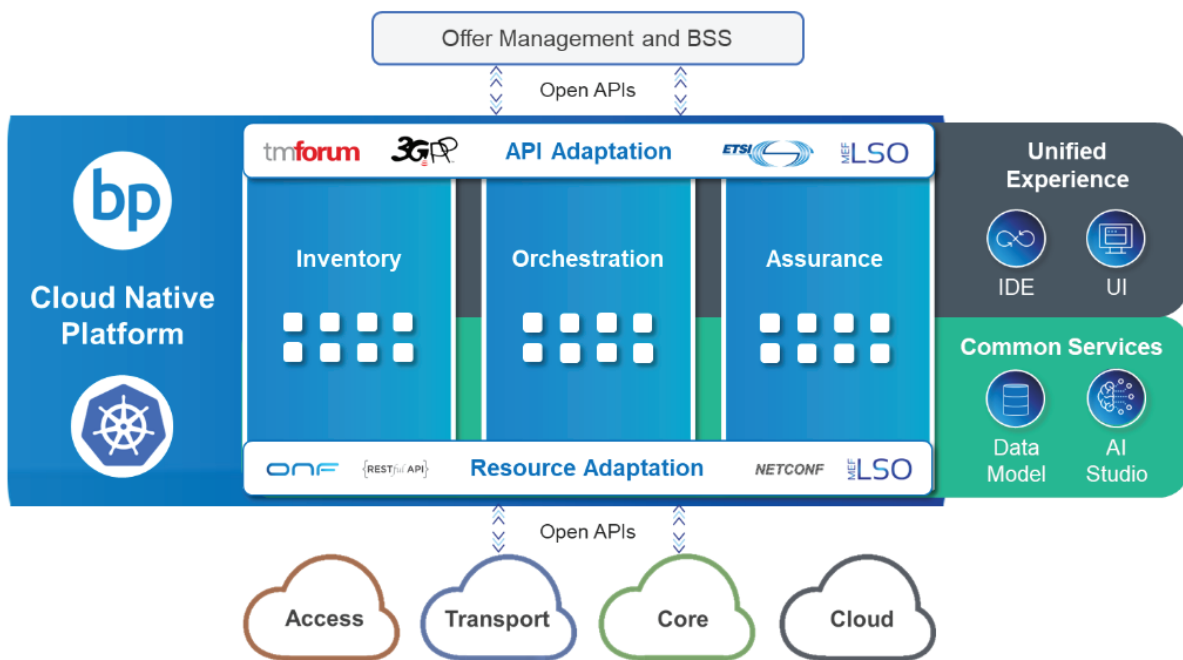 Offer Management and BSS
Open APIs
tmforum
3GPP
API Adaptation
ETSI
MEF LSO
bp
Cloud Native
Platform
Inventory
Orchestration
Assurance
Unified
Experience
IDE
UI
Common Services
Data
Model
AI
Studio
ONF
{RESTful API}
Resource Adaptation
NETCONF
MEF LSO
Open APIs
Access
Transport
Core
Cloud